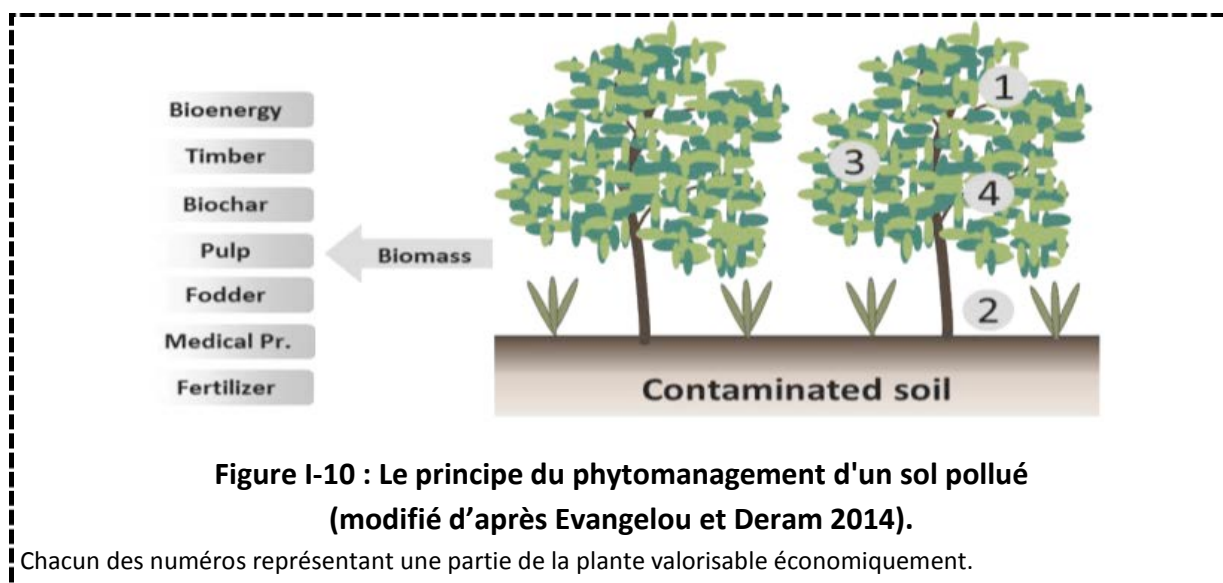 Bioenergy
Timber
Biochar
Pulp
Fodder
Medical Pr.
Fertilizer
Biomass
1
3
4
2
Contaminated soil
Figure I-10 : Le principe du phytomanagement d'un sol pollué
(modifié d’après Evangelou et Deram 2014).
Chacun des numéros représentant une partie de la plante valorisable économiquement.